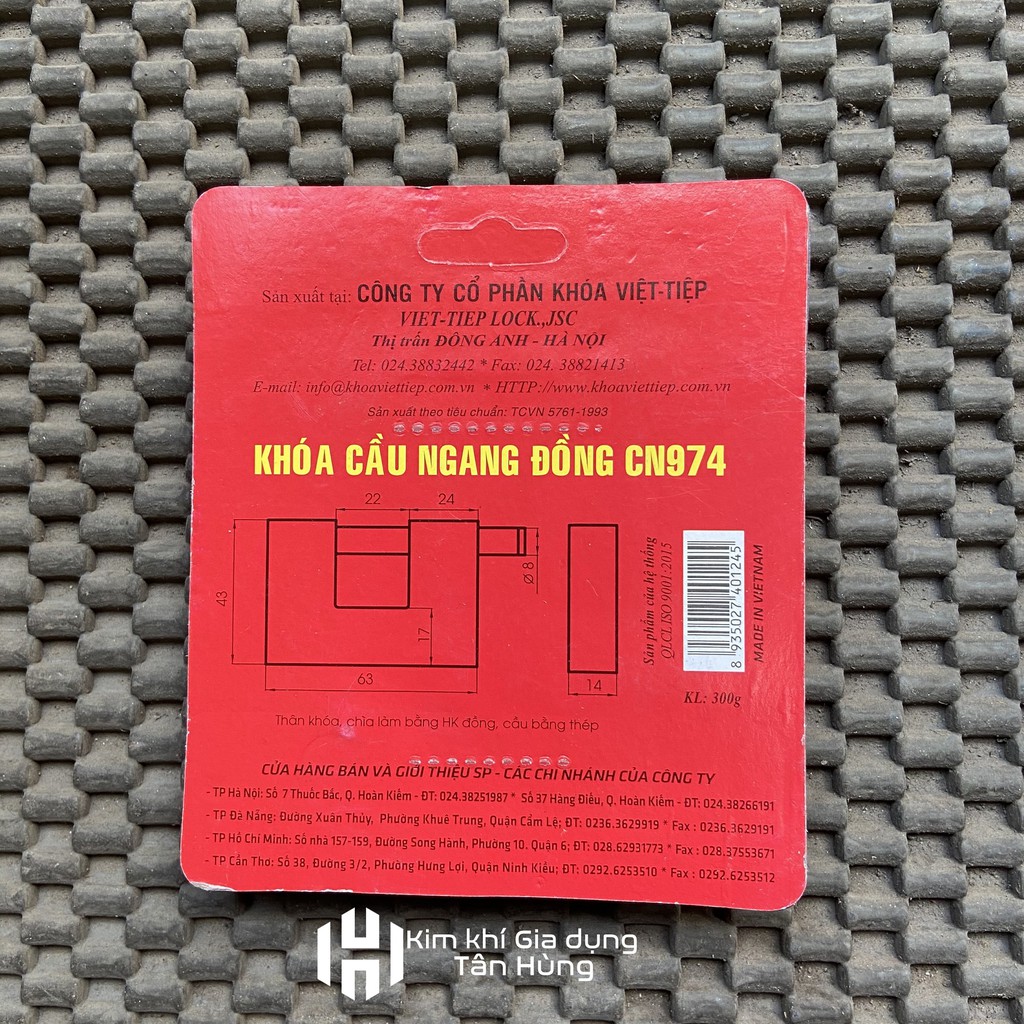 Sản xuất tại: CÔNG TY CỔ PHẦN KHÓA VIỆT-TIỆP
VIET-TIEP LOCK.,JSC
Thị trấn ĐÔNG ANH - HÀ NỘI
Tel: 024.38832442 * Fax: 024. 38821413
E-mail: info@khoaviettiep.com.vn * HTTP://www.khoaviettiep.com.vn
Sản xuất theo tiêu chuẩn: TCVN 5761-1993
KHÓA CẦU NGANG ĐỒNG CN974
22
24
43
Ø 8
17
63
14
Sản phẩm của hệ thống
QLCL ISO 9001:2015
8 935027 401245
MADE IN VIETNAM
KL: 300g
Thân khóa, chìa làm bằng HK đồng, cầu bằng thép
CỬA HÀNG BÁN VÀ GIỚI THIỆU SP - CÁC CHI NHÁNH CỦA CÔNG TY
- TP Hà Nội: Số 7 Thuốc Bắc, Q. Hoàn Kiếm - ĐT: 024.38251987 * Số 37 Hàng Điếu, Q. Hoàn Kiếm - ĐT: 024.38266191
- TP Đà Nẵng: Đường Xuân Thủy, Phường Khuê Trung, Quận Cẩm Lệ; ĐT: 0236.3629919 * Fax : 0236.3629191
- TP Hồ Chí Minh: Số nhà 157-159, Đường Song Hành, Phường 10. Quận 6; ĐT: 028.62931773 * Fax : 028.37553671
- TP Cần Thơ: Số 38, Đường 3/2, Phường Hưng Lợi, Quận Ninh Kiều; ĐT: 0292.6253510 * Fax : 0292.6253512
Kim khí Gia dụng
Tân Hùng